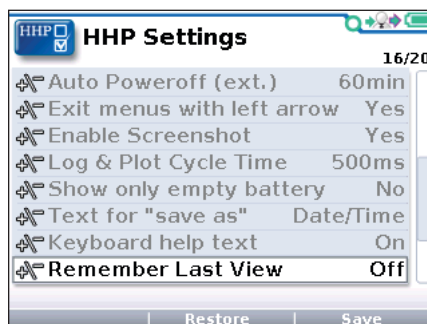 HHP
HHP Settings
16/20
Auto Poweroff (ext.) 60min
Exit menus with left arrow Yes
Enable Screenshot Yes
Log & Plot Cycle Time 500ms
Show only empty battery No
Text for "save as" Date/Time
Keyboard help text On
Remember Last View Off
Restore | Save